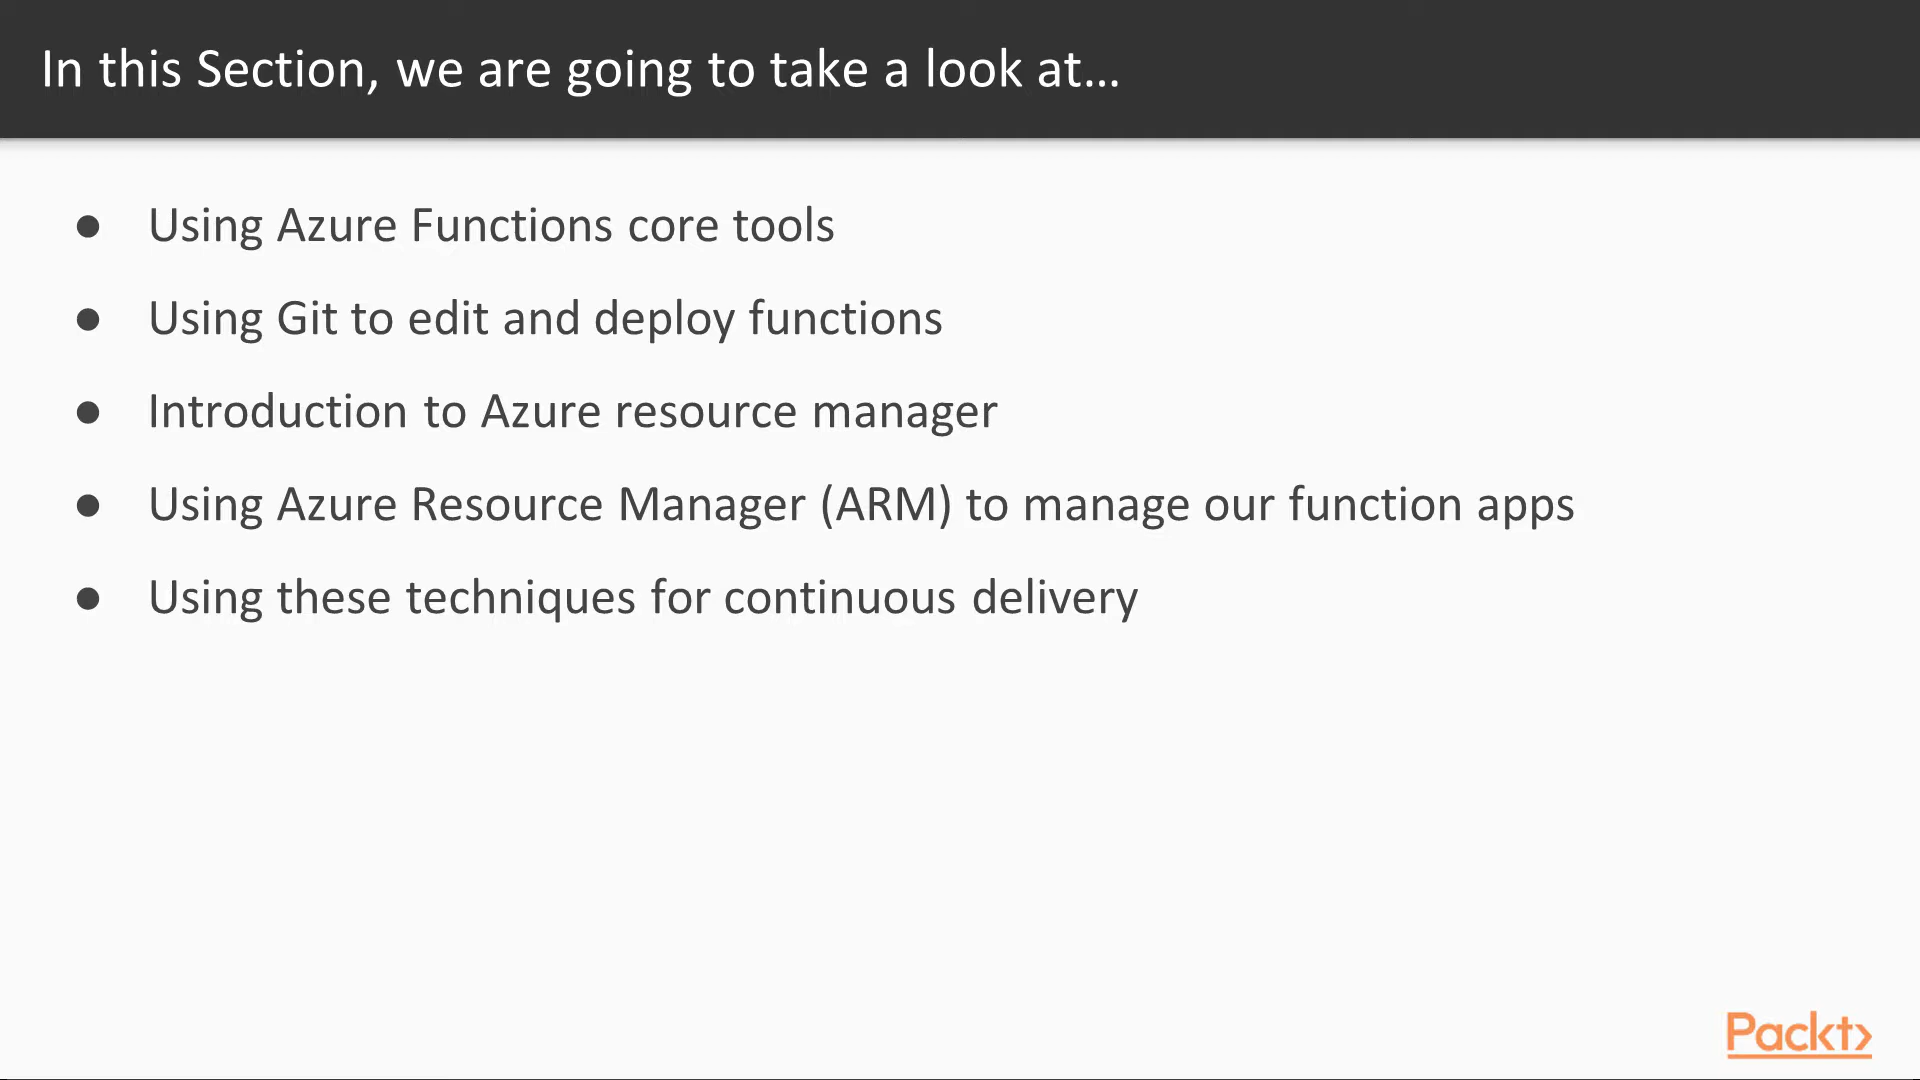 In this Section, we are going to take a look at...
● Using Azure Functions core tools
● Using Git to edit and deploy functions
● Introduction to Azure resource manager
● Using Azure Resource Manager (ARM) to manage our function apps
● Using these techniques for continuous delivery
Packt>